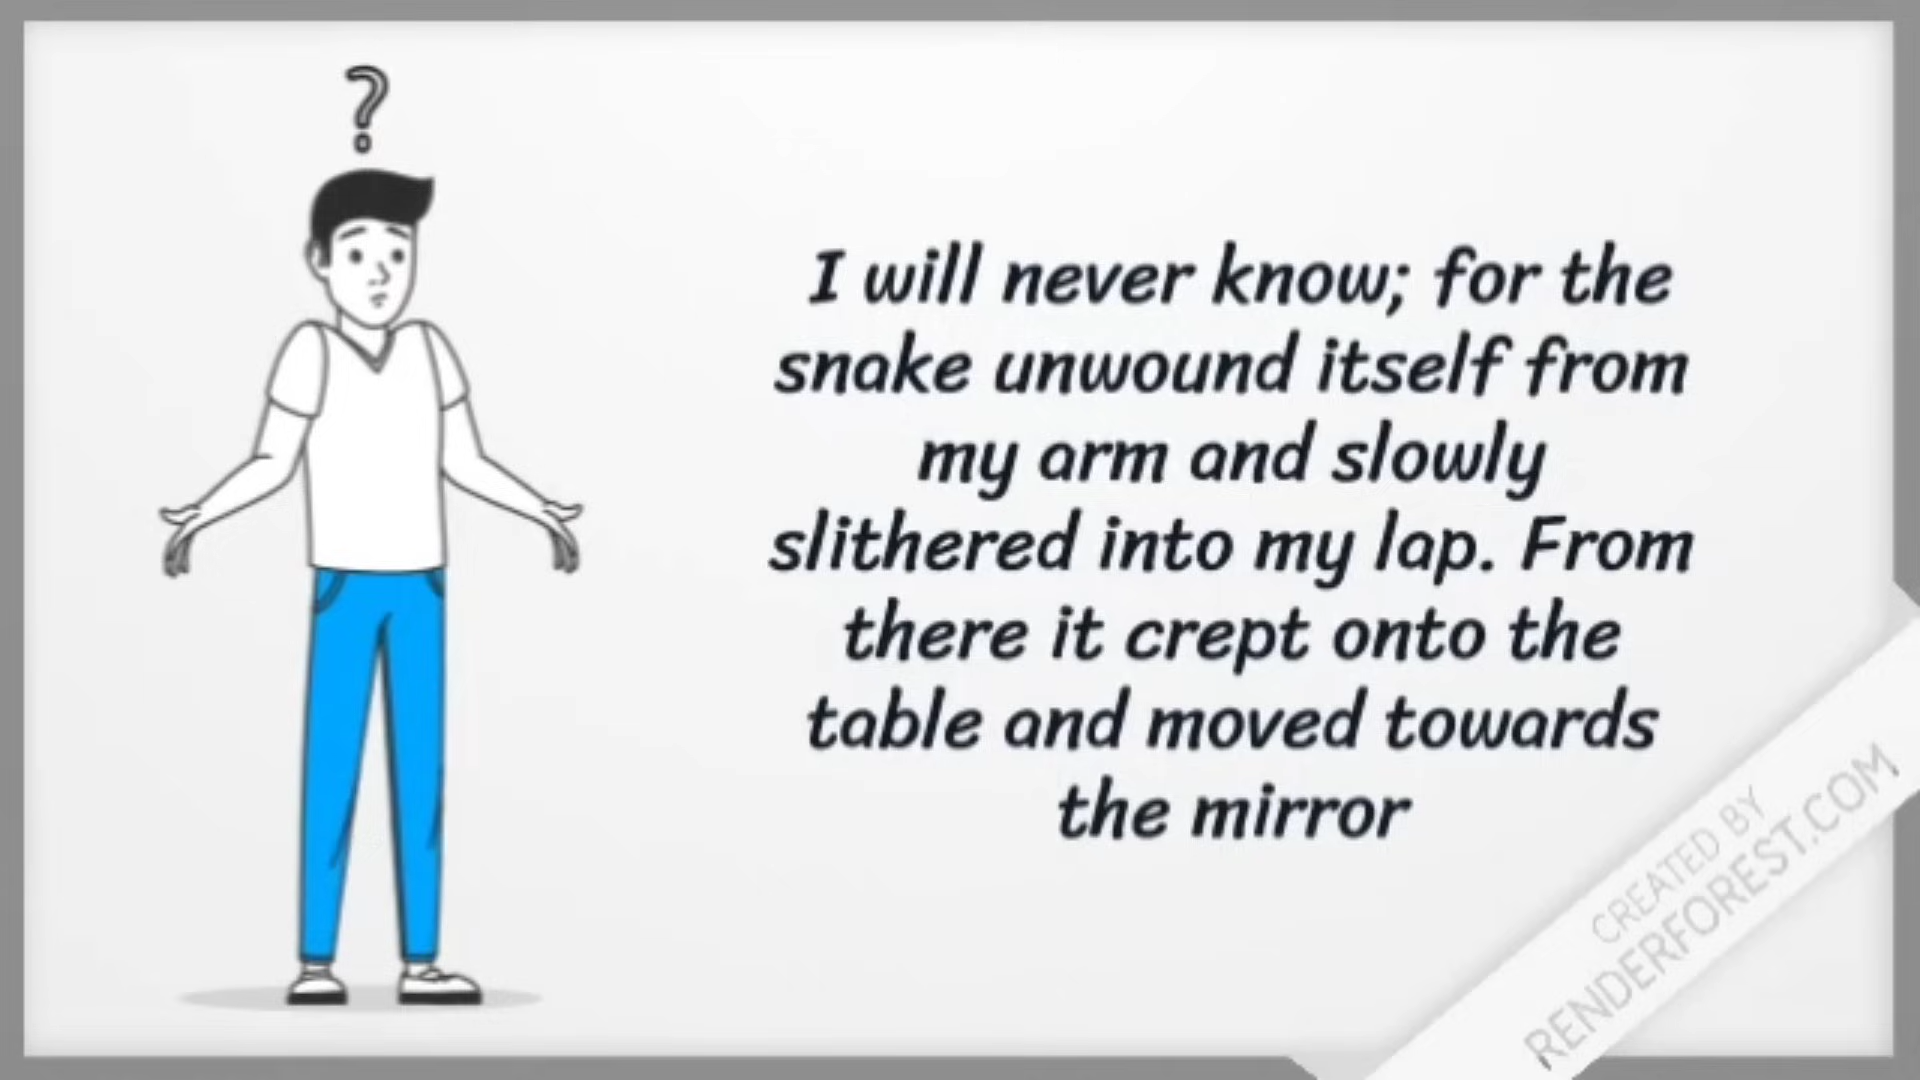 ?
I will never know; for the
snake unwound itself from
my arm and slowly
slithered into my lap. From
there it crept onto the
table and moved towards
the mirror
CREATED BY
RENDERFOREST.COM